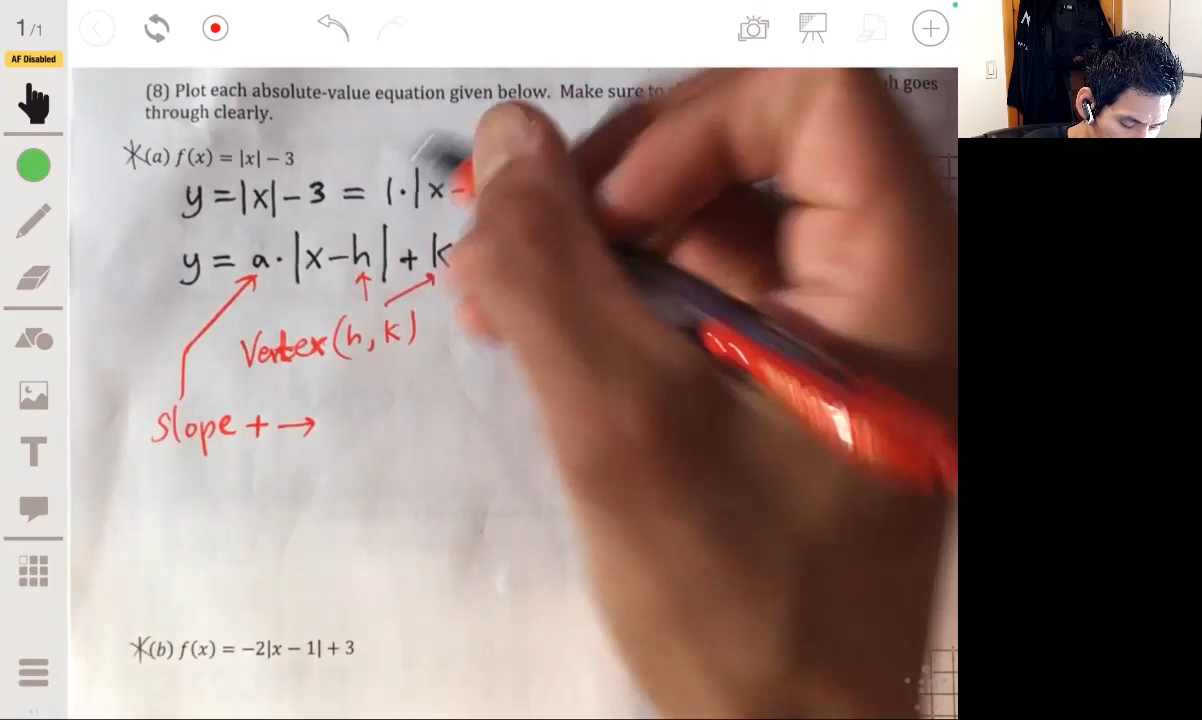 1/1
AF Disabled
(8) Plot each absolute-value equation given below. Make sure to
h goes
through clearly.
(a) f(x) = |x| − 3
y = |x| − 3 = 1·|x −
y = a·|x−h| + k
Vertex (h, k)
Slope + →
(b) f(x) = −2|x − 1| + 3
T